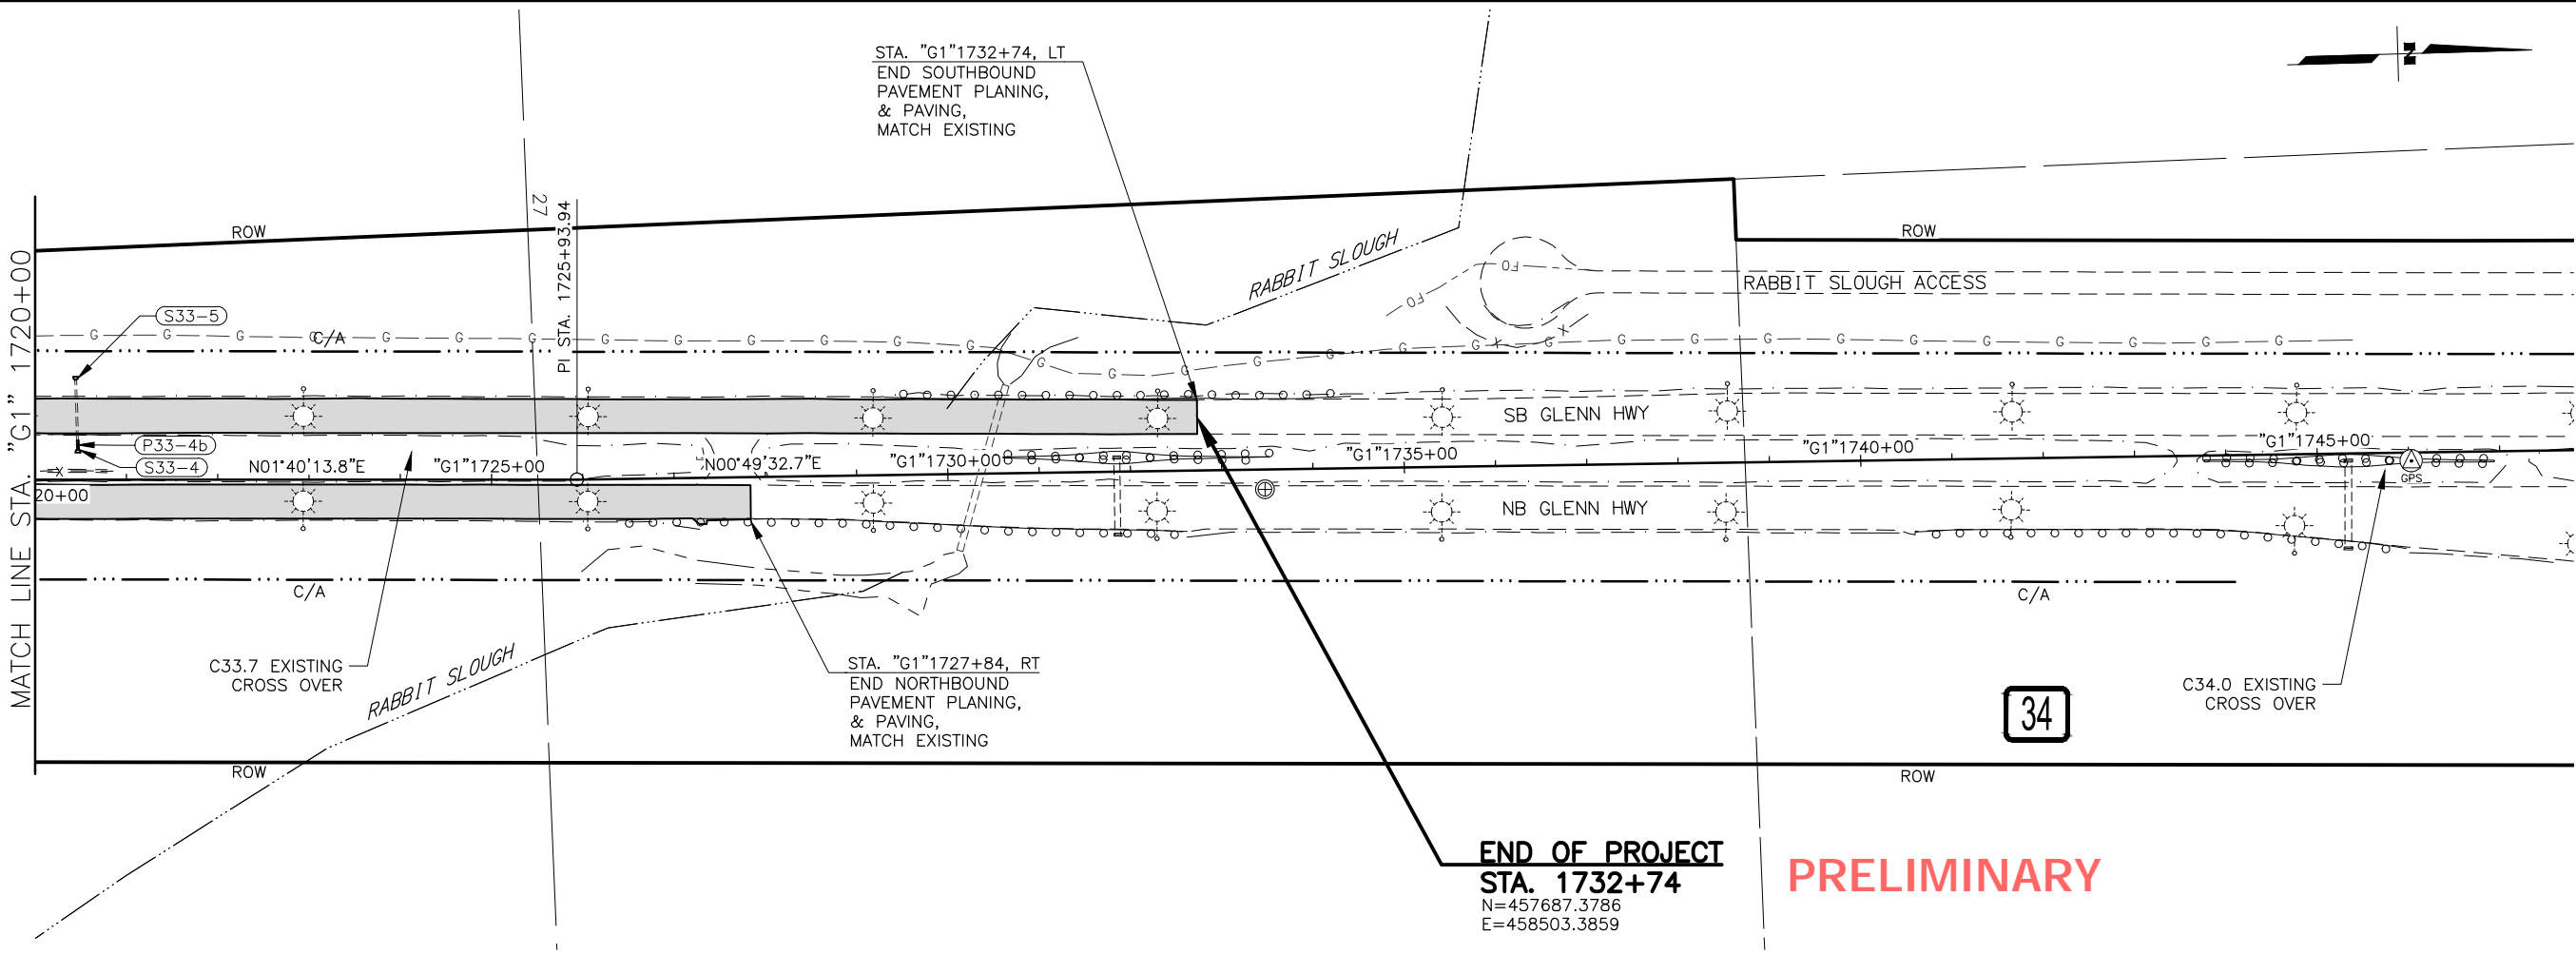 STA. "G1"1732+74, LT
END SOUTHBOUND
PAVEMENT PLANING,
& PAVING,
MATCH EXISTING
N
27
PI STA. 1725+93.94
ROW
ROW
RABBIT SLOUGH
FO
FO
RABBIT SLOUGH ACCESS
MATCH LINE STA. "G1" 1720+00
S33-5
C/A
G G G G G G G G G G G G G G G G G G G G G G G G G G G G G G G
X
X
SB GLENN HWY
P33-4b
S33-4
X
N01°40'13.8"E
"G1"1725+00
N00°49'32.7"E
"G1"1730+00
"G1"1735+00
"G1"1740+00
"G1"1745+00
GPS
20+00
NB GLENN HWY
C/A
C/A
C33.7 EXISTING
CROSS OVER
RABBIT SLOUGH
STA. "G1"1727+84, RT
END NORTHBOUND
PAVEMENT PLANING,
& PAVING,
MATCH EXISTING
C34.0 EXISTING
CROSS OVER
34
ROW
ROW
END OF PROJECT
STA. 1732+74
N=457687.3786
E=458503.3859
PRELIMINARY